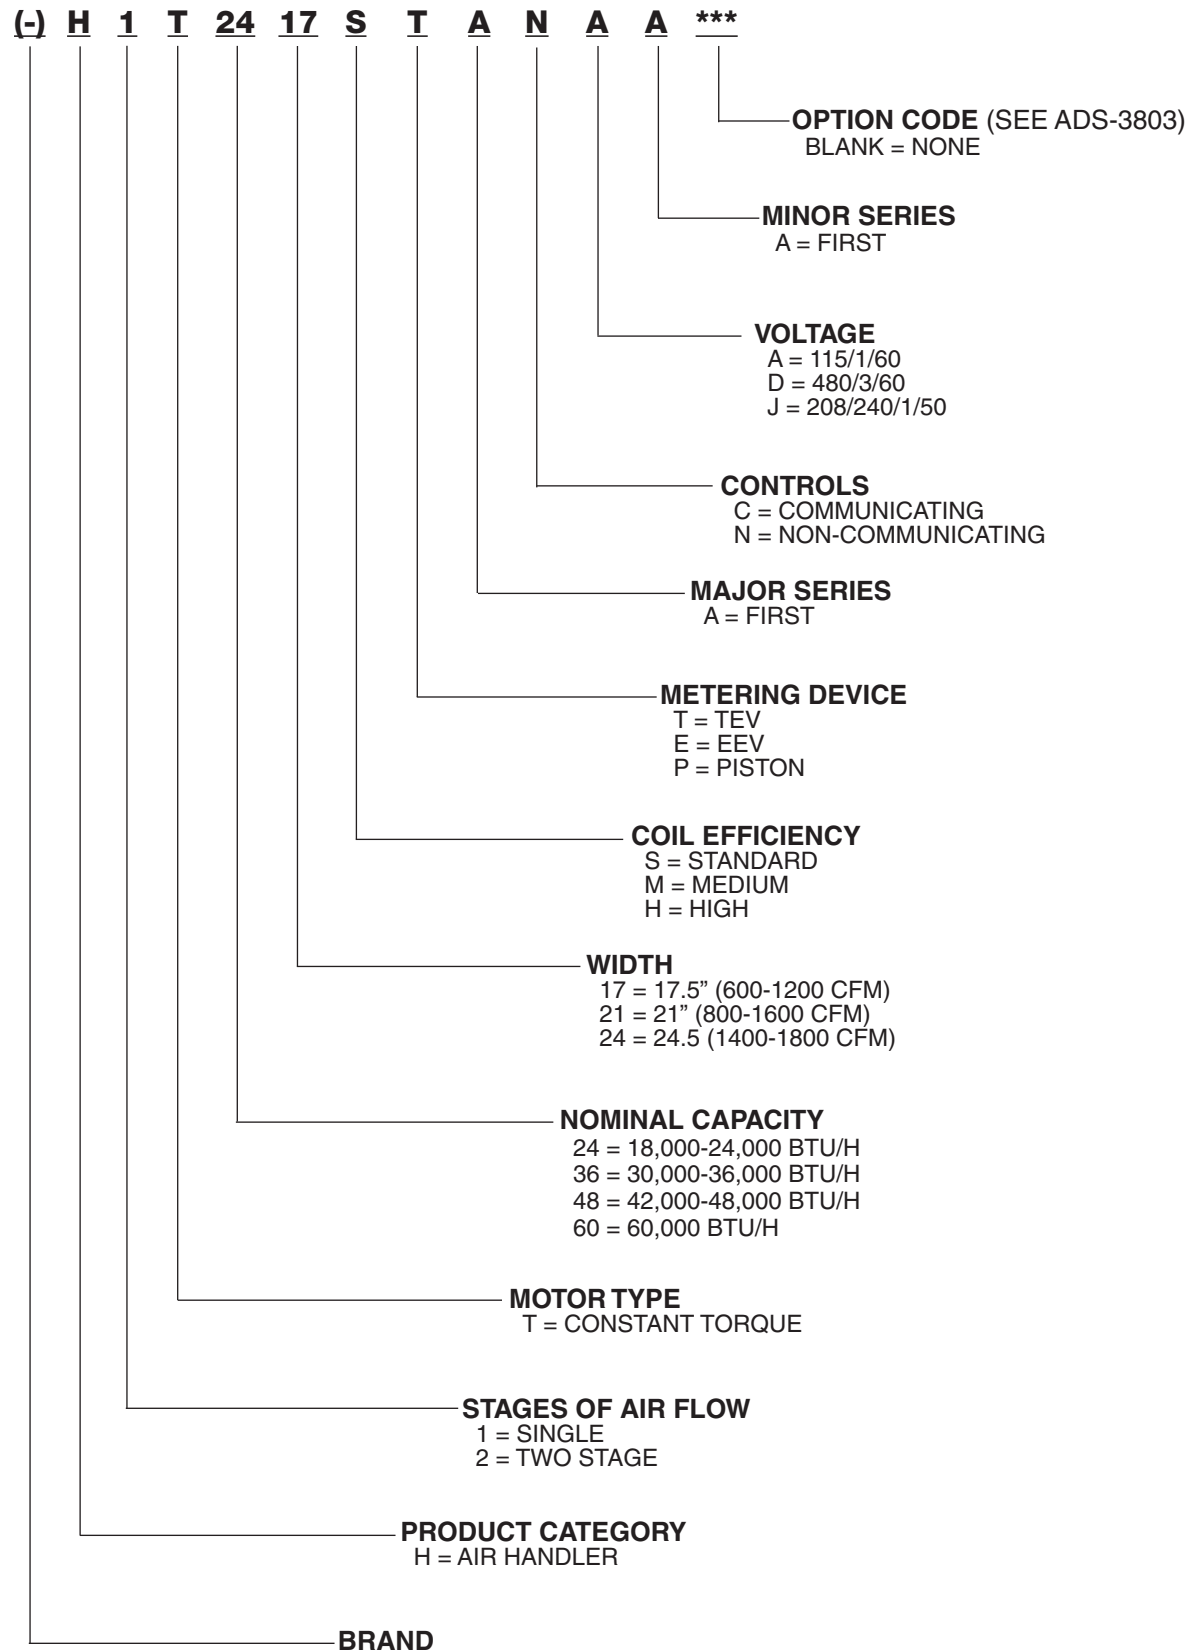 (-) H 1 T 24 17 S T A N A A ***
OPTION CODE (SEE ADS-3803)
BLANK = NONE
MINOR SERIES
A = FIRST
VOLTAGE
A = 115/1/60
D = 480/3/60
J = 208/240/1/50
CONTROLS
C = COMMUNICATING
N = NON-COMMUNICATING
MAJOR SERIES
A = FIRST
METERING DEVICE
T = TEV
E = EEV
P = PISTON
COIL EFFICIENCY
S = STANDARD
M = MEDIUM
H = HIGH
WIDTH
17 = 17.5” (600-1200 CFM)
21 = 21” (800-1600 CFM)
24 = 24.5 (1400-1800 CFM)
NOMINAL CAPACITY
24 = 18,000-24,000 BTU/H
36 = 30,000-36,000 BTU/H
48 = 42,000-48,000 BTU/H
60 = 60,000 BTU/H
MOTOR TYPE
T = CONSTANT TORQUE
STAGES OF AIR FLOW
1 = SINGLE
2 = TWO STAGE
PRODUCT CATEGORY
H = AIR HANDLER
BRAND